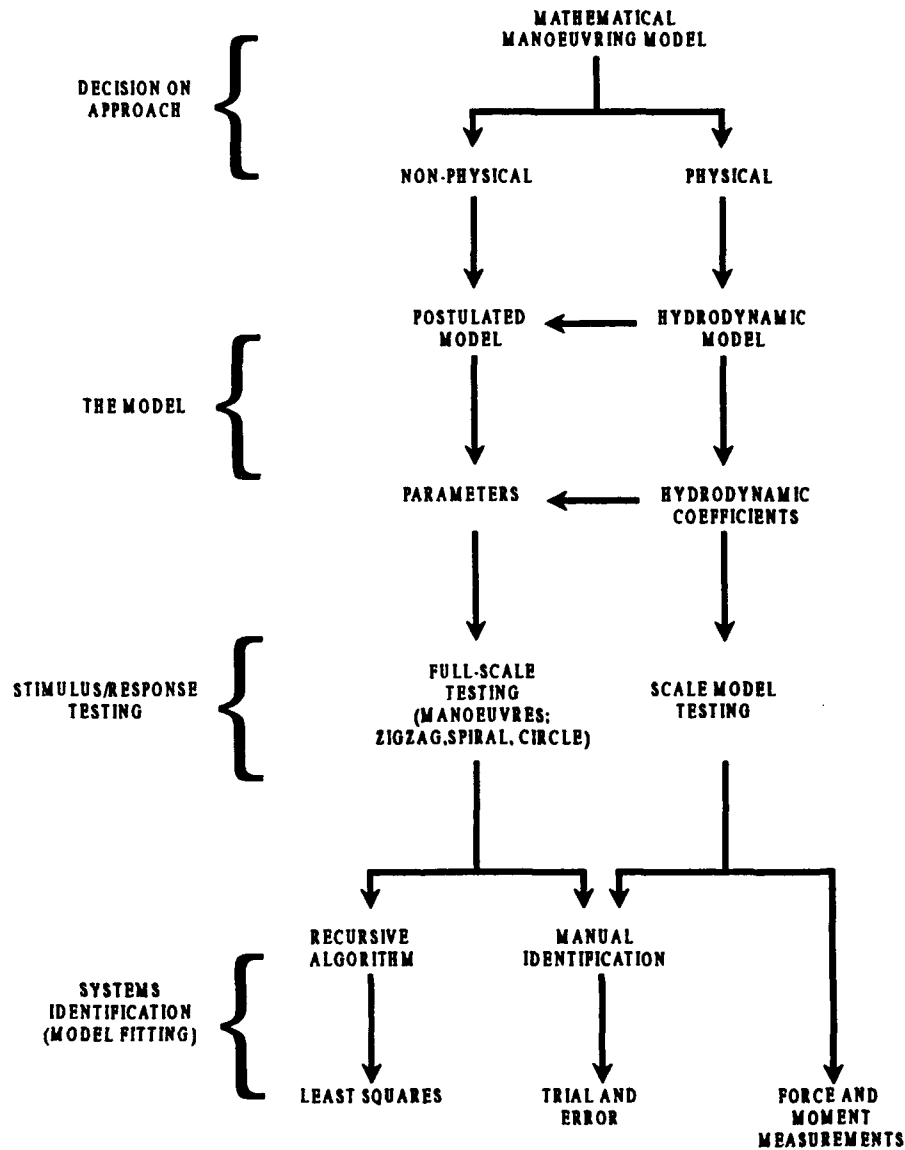 MATHEMATICAL
MANOEUVRING MODEL
DECISION ON
APPROACH
NON-PHYSICAL
PHYSICAL
POSTULATED
MODEL
HYDRODYNAMIC
MODEL
THE MODEL
PARAMETERS
HYDRODYNAMIC
COEFFICIENTS
STIMULUS/RESPONSE
TESTING
FULL-SCALE
TESTING
(MANOEUVRES;
ZIGZAG,SPIRAL, CIRCLE)
SCALE MODEL
TESTING
RECURSIVE
ALGORITHM
MANUAL
IDENTIFICATION
SYSTEMS
IDENTIFICATION
(MODEL FITTING)
LEAST SQUARES
TRIAL AND
ERROR
FORCE AND
MOMENT
MEASUREMENTS